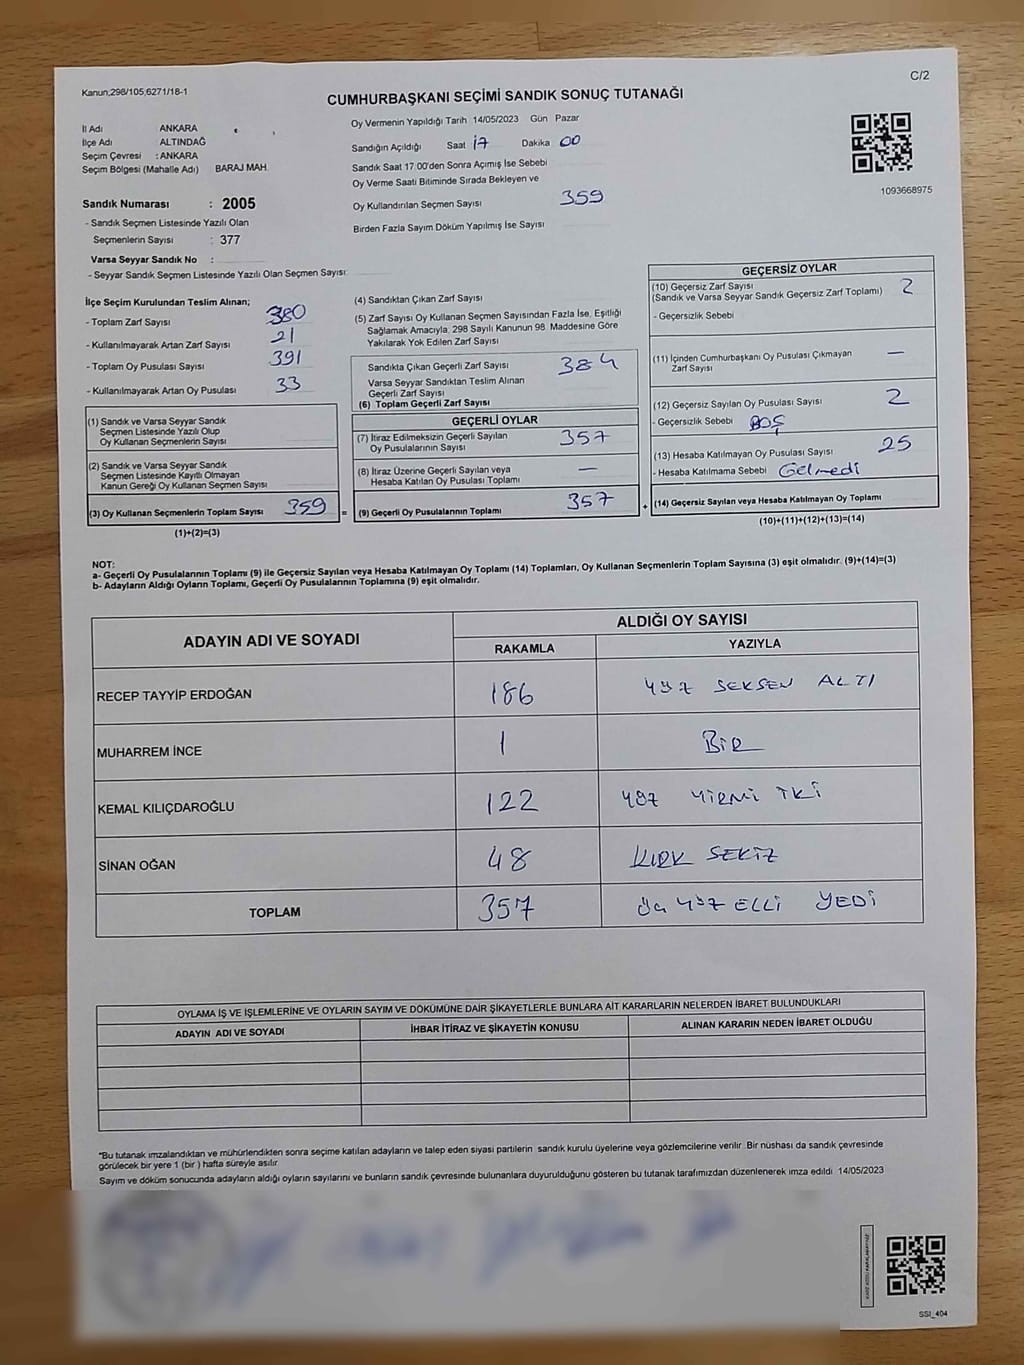 C/2
Kanun;298/105;6271/18-1
CUMHURBAŞKANI SEÇİMİ SANDIK SONUÇ TUTANAĞI
İl Adı ANKARA
İlçe Adı ALTINDAĞ
Seçim Çevresi : ANKARA
Seçim Bölgesi (Mahalle Adı) BARAJ MAH.
Sandık Numarası : 2005
- Sandık Seçmen Listesinde Yazılı Olan
Seçmenlerin Sayısı : 377
Varsa Seyyar Sandık No :
- Seyyar Sandık Seçmen Listesinde Yazılı Olan Seçmen Sayısı:
Oy Vermenin Yapıldığı Tarih 14/05/2023 Gün Pazar
Sandığın Açıldığı Saat 17 Dakika 00
Sandık Saat 17:00'den Sonra Açımış İse Sebebi
Oy Verme Saati Bitiminde Sırada Bekleyen ve
Oy Kullandırılan Seçmen Sayısı 359
Birden Fazla Sayım Döküm Yapılmış İse Sayısı
1093668975
İlçe Seçim Kurulundan Teslim Alınan;
- Toplam Zarf Sayısı 380
- Kullanılmayarak Artan Zarf Sayısı 21
- Toplam Oy Pusulası Sayısı 391
- Kullanılmayarak Artan Oy Pusulası 33
(1) Sandık ve Varsa Seyyar Sandık
Seçmen Listesinde Yazılı Olup
Oy Kullanan Seçmenlerin Sayısı
(2) Sandık ve Varsa Seyyar Sandık
Seçmen Listesinde Kayıtlı Olmayan
Kanun Gereği Oy Kullanan Seçmen Sayısı
(3) Oy Kullanan Seçmenlerin Toplam Sayısı 359 =
(1)+(2)=(3)
(4) Sandıktan Çıkan Zarf Sayısı
(5) Zarf Sayısı Oy Kullanan Seçmen Sayısından Fazla İse, Eşitliği
Sağlamak Amacıyla, 298 Sayılı Kanunun 98. Maddesine Göre
Yakılarak Yok Edilen Zarf Sayısı
Sandıkta Çıkan Geçerli Zarf Sayısı 384
Varsa Seyyar Sandıktan Teslim Alınan
Geçerli Zarf Sayısı
(6) Toplam Geçerli Zarf Sayısı
GEÇERLİ OYLAR
(7) İtiraz Edilmeksizin Geçerli Sayılan
Oy Pusulalarının Sayısı 357
(8) İtiraz Üzerine Geçerli Sayılan veya
Hesaba Katılan Oy Pusulası Toplamı —
(9) Geçerli Oy Pusulalarının Toplamı 357 +
GEÇERSİZ OYLAR
(10) Geçersiz Zarf Sayısı
(Sandık ve Varsa Seyyar Sandık Geçersiz Zarf Toplamı) 2
- Geçersizlik Sebebi
(11) İçinden Cumhurbaşkanı Oy Pusulası Çıkmayan
Zarf Sayısı —
(12) Geçersiz Sayılan Oy Pusulası Sayısı 2
- Geçersizlik Sebebi BOŞ
(13) Hesaba Katılmayan Oy Pusulası Sayısı 25
- Hesaba Katılmama Sebebi Gelmedi
(14) Geçersiz Sayılan veya Hesaba Katılmayan Oy Toplamı
(10)+(11)+(12)+(13)=(14)
NOT:
a- Geçerli Oy Pusulalarının Toplamı (9) ile Geçersiz Sayılan veya Hesaba Katılmayan Oy Toplamı (14) Toplamları, Oy Kullanan Seçmenlerin Toplam Sayısına (3) eşit olmalıdır. (9)+(14)=(3)
b- Adayların Aldığı Oyların Toplamı, Geçerli Oy Pusulalarının Toplamına (9) eşit olmalıdır.
ADAYIN ADI VE SOYADI ALDIĞI OY SAYISI
RAKAMLA YAZIYLA
RECEP TAYYİP ERDOĞAN 186 YÜZ SEKSEN ALTI
MUHARREM İNCE 1 BİR
KEMAL KILIÇDAROĞLU 122 YÜZ YİRMİ İKİ
SİNAN OĞAN 48 KIRK SEKİZ
TOPLAM 357 ÜÇ YÜZ ELLİ YEDİ
OYLAMA İŞ VE İŞLEMLERİNE VE OYLARIN SAYIM VE DÖKÜMÜNE DAİR ŞİKAYETLERLE BUNLARA AİT KARARLARIN NELERDEN İBARET BULUNDUKLARI
ADAYIN ADI VE SOYADI İHBAR İTİRAZ VE ŞİKAYETİN KONUSU ALINAN KARARIN NEDEN İBARET OLDUĞU
*Bu tutanak imzalandıktan ve mühürlendikten sonra seçime katılan adayların ve talep eden siyasi partilerin sandık kurulu üyelerine veya gözlemcilerine verilir. Bir nüshası da sandık çevresinde
görülecek bir yere 1 (bir ) hafta süreyle asılır.
Sayım ve döküm sonucunda adayların aldığı oyların sayılarını ve bunların sandık çevresinde bulunanlara duyurulduğunu gösteren bu tutanak tarafımızdan düzenlenerek imza edildi. 14/05/2023
SSI_404